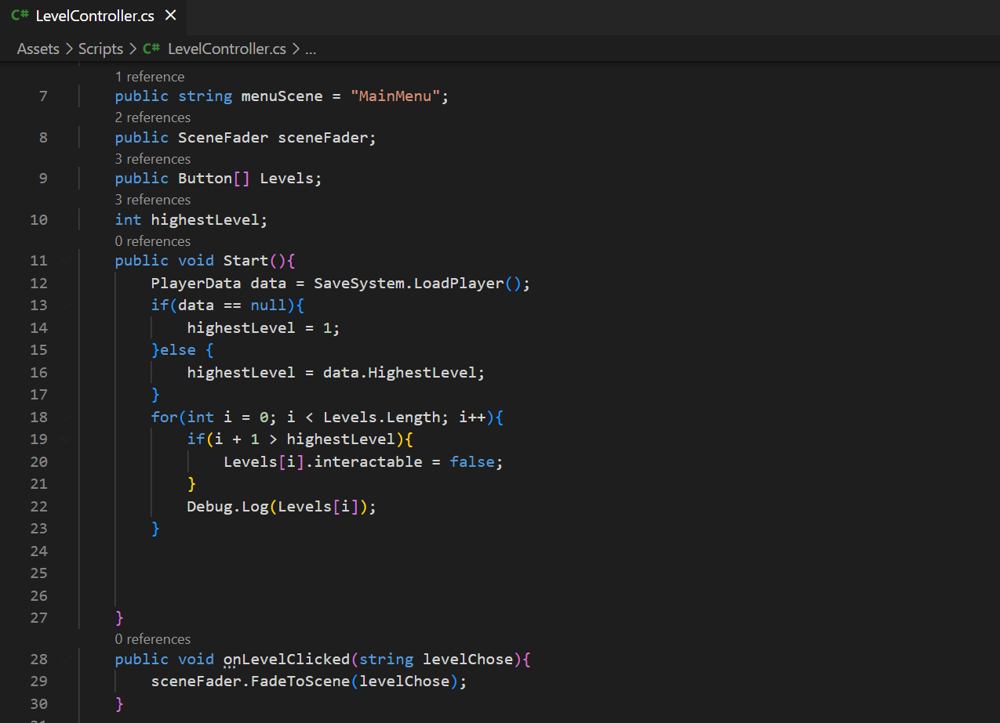 C# LevelController.cs ×
Assets > Scripts > C# LevelController.cs > ...
1 reference
7 public string menuScene = "MainMenu";
2 references
8 public SceneFader sceneFader;
3 references
9 public Button[] Levels;
3 references
10 int highestLevel;
0 references
11 public void Start(){
12 PlayerData data = SaveSystem.LoadPlayer();
13 if(data == null){
14 highestLevel = 1;
15 }else {
16 highestLevel = data.HighestLevel;
17 }
18 for(int i = 0; i < Levels.Length; i++){
19 if(i + 1 > highestLevel){
20 Levels[i].interactable = false;
21 }
22 Debug.Log(Levels[i]);
23 }
24
25
26
27 }
0 references
28 public void onLevelClicked(string levelChose){
29 sceneFader.FadeToScene(levelChose);
30 }